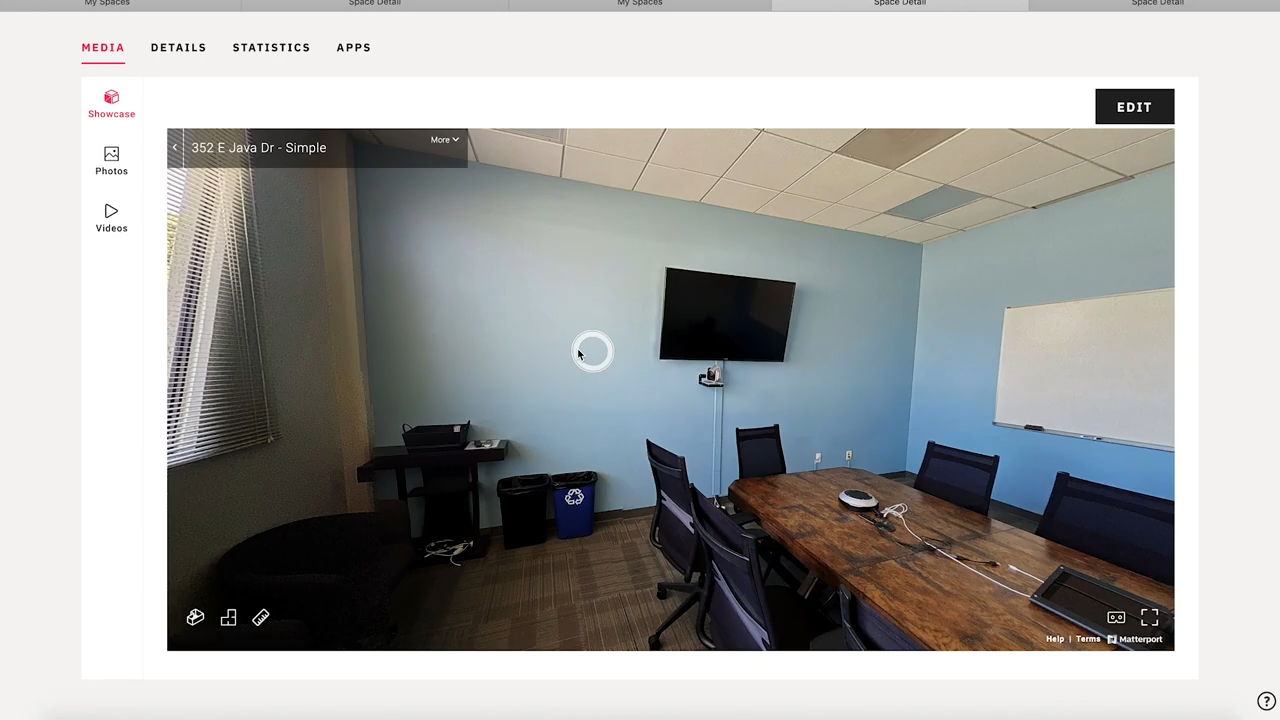 My Spaces
Space Detail
My Spaces
Space Detail
Space Detail
MEDIA
DETAILS
STATISTICS
APPS
Showcase
Photos
Videos
EDIT
352 E Java Dr - Simple
More
Help | Terms
Matterport